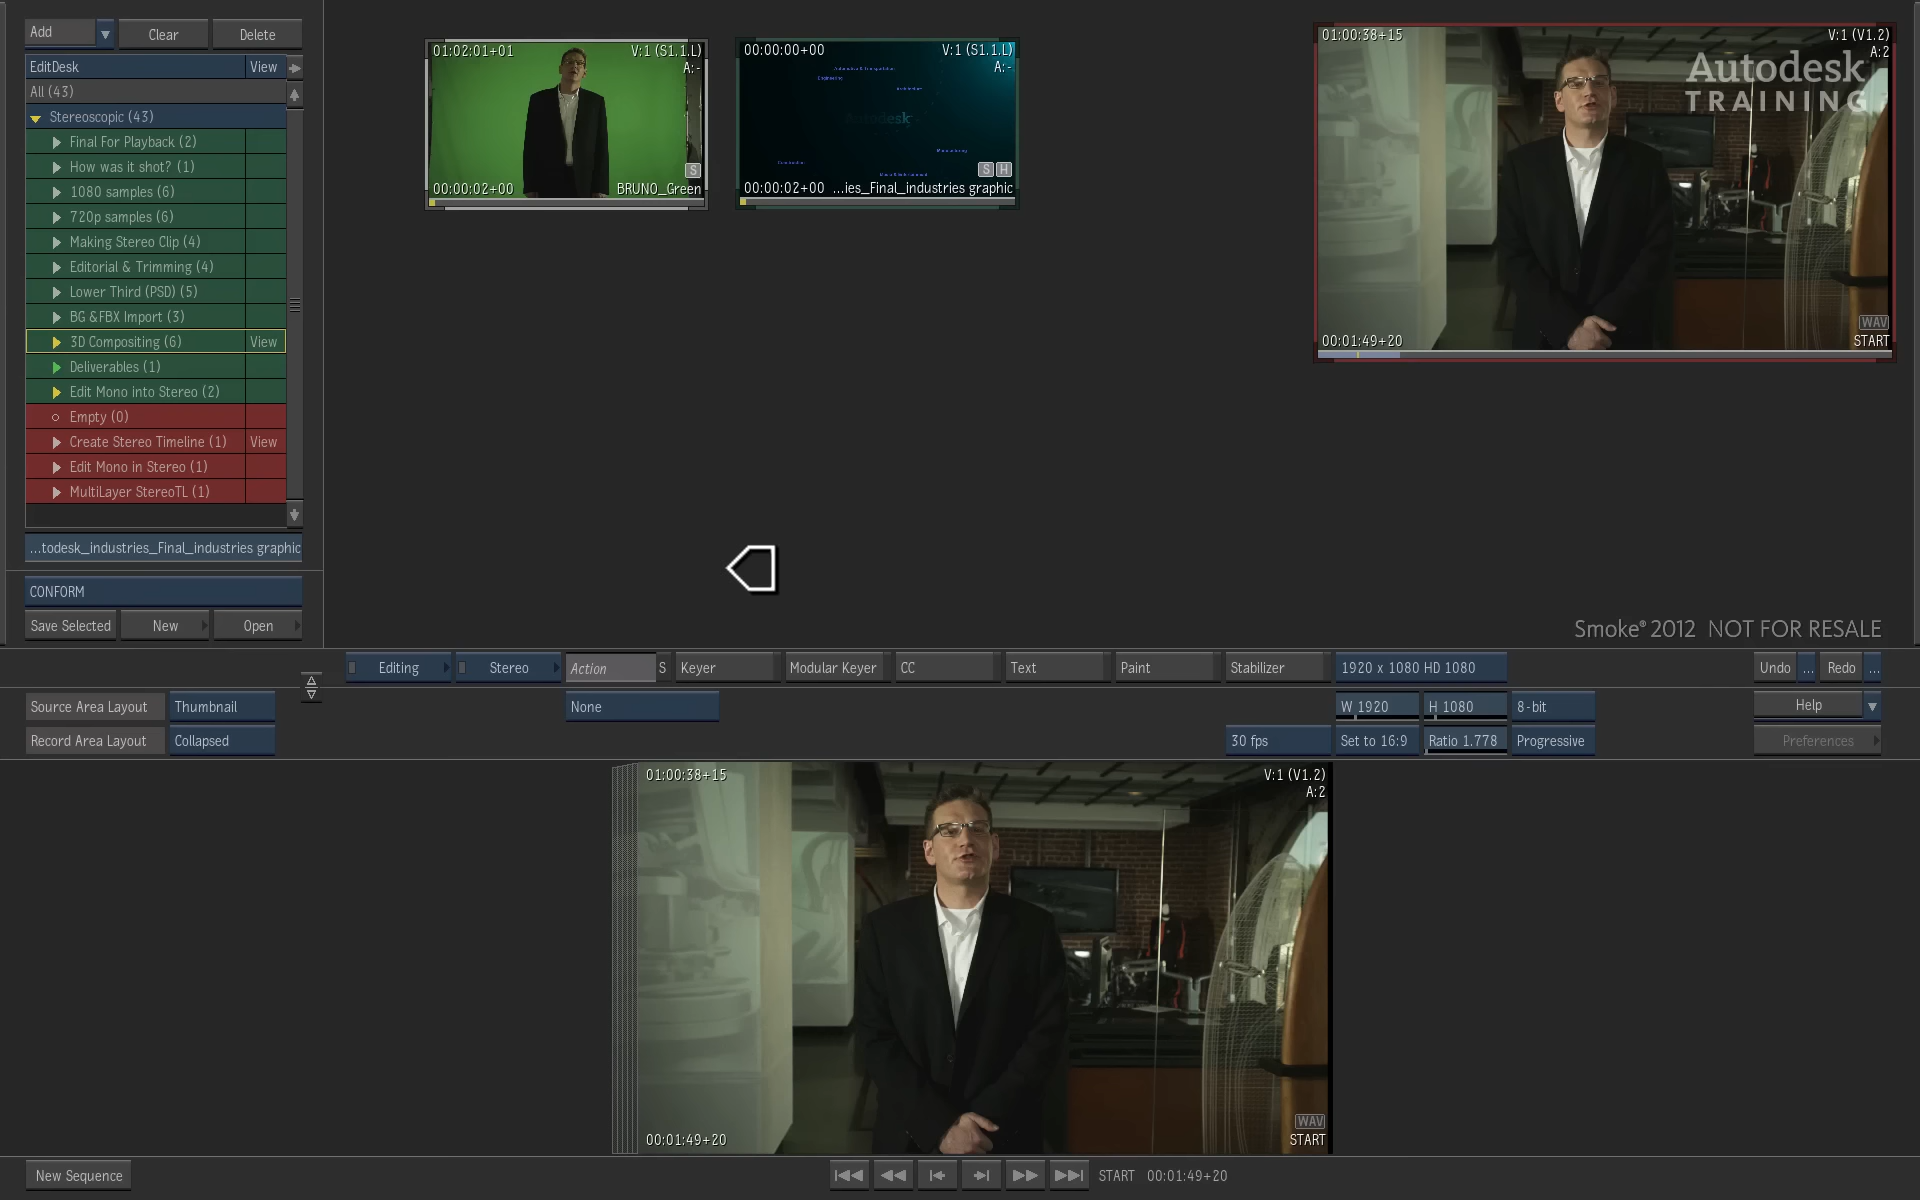 Add
Clear
Delete
EditDesk
View
All (43)
Stereoscopic (43)
Final For Playback (2)
How was it shot? (1)
1080 samples (6)
720p samples (6)
Making Stereo Clip (4)
Editorial & Trimming (4)
Lower Third (PSD) (5)
BG &FBX Import (3)
3D Compositing (6)
View
Deliverables (1)
Edit Mono into Stereo (2)
Empty (0)
Create Stereo Timeline (1)
View
Edit Mono in Stereo (1)
MultiLayer StereoTL (1)
...todesk_industries_Final_industries graphic
CONFORM
Save Selected
New
Open
01:02:01+01
V:1 (S1.1.L)
A:-
S
00:00:02+00
BRUNO_Green
00:00:00+00
V:1 (S1.1.L)
A:-
Autodesk
S H
00:00:02+00
...ies_Final_industries graphic
01:00:38+15
V:1 (V1.2)
A:2
Autodesk
TRAINING
WAV
00:01:49+20
START
Smoke® 2012 NOT FOR RESALE
Editing
Stereo
Action
S
Keyer
Modular Keyer
CC
Text
Paint
Stabilizer
1920 x 1080 HD 1080
Undo
...
Redo
...
Source Area Layout
Thumbnail
None
W 1920
H 1080
8-bit
Help
Record Area Layout
Collapsed
30 fps
Set to 16:9
Ratio 1.778
Progressive
Preferences
01:00:38+15
V:1 (V1.2)
A:2
WAV
00:01:49+20
START
New Sequence
START 00:01:49+20